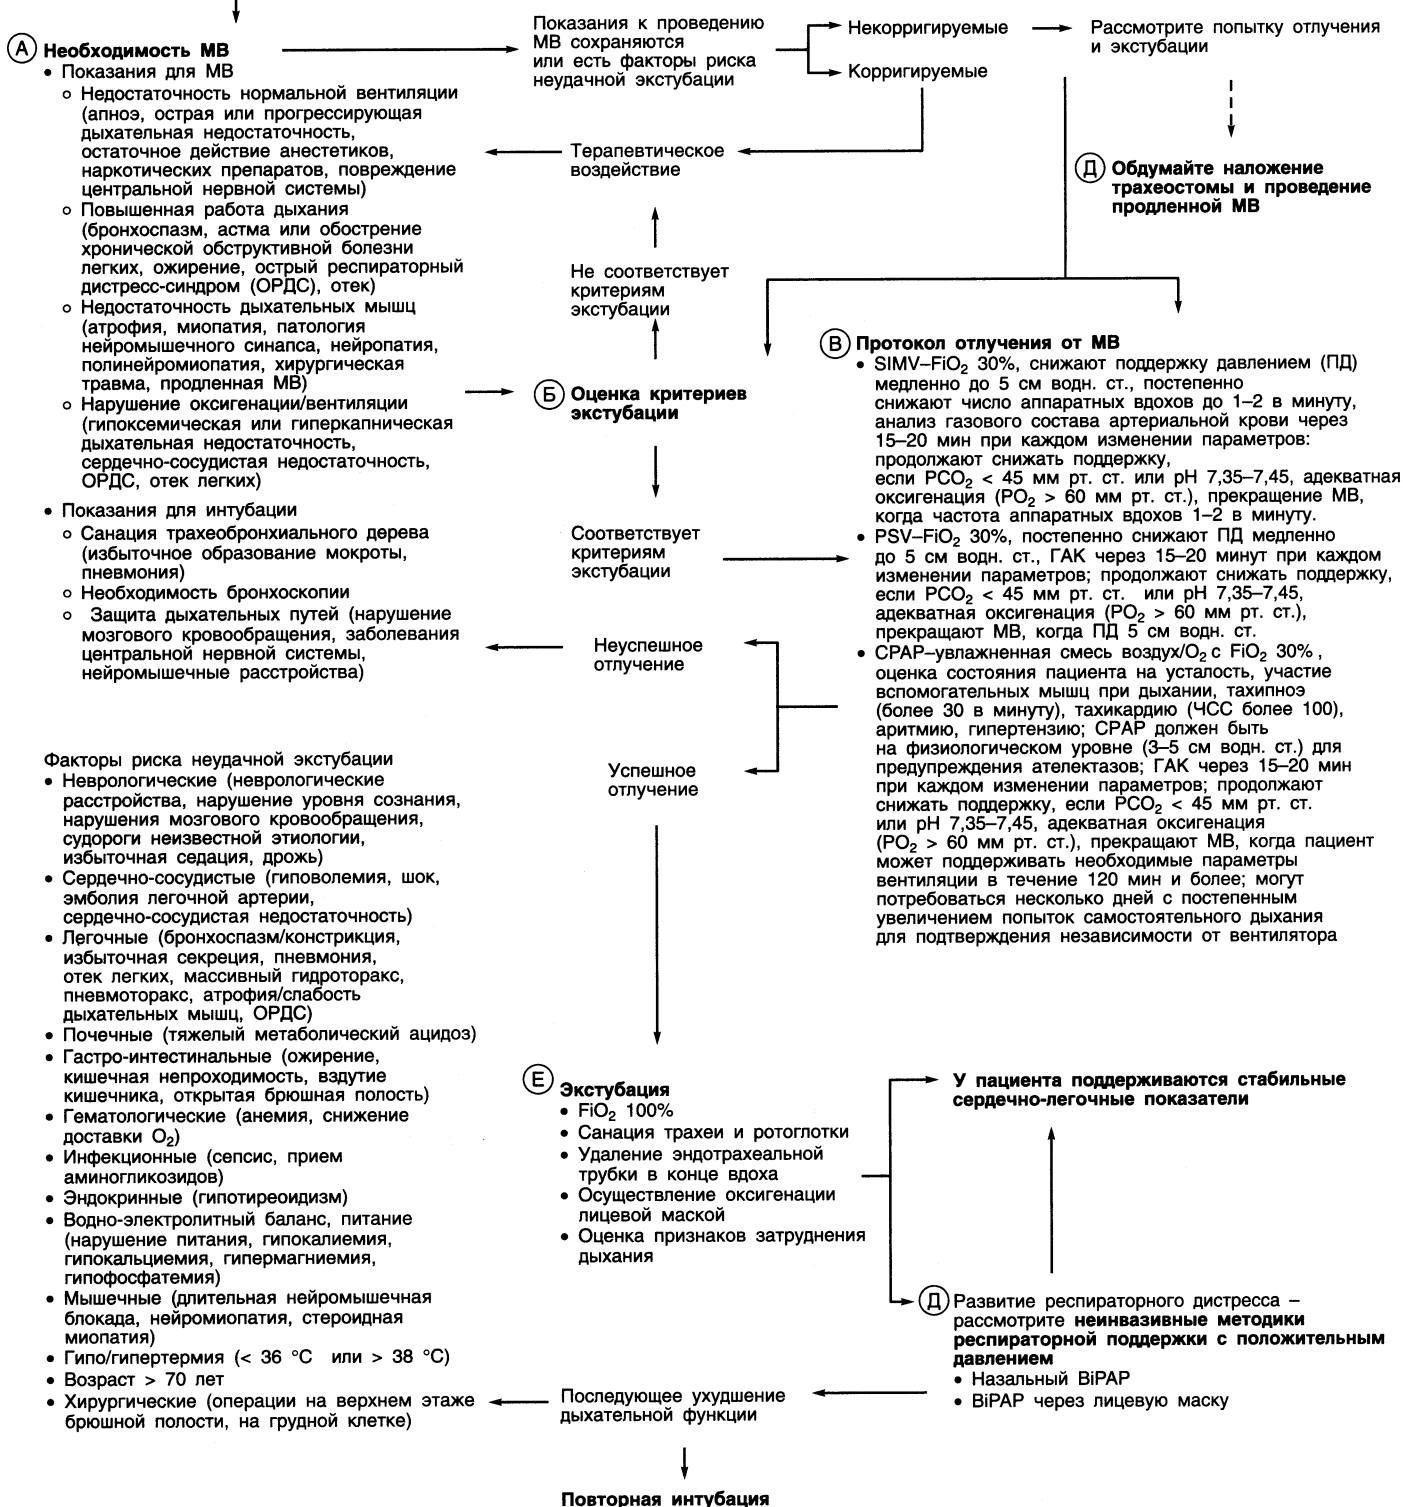 А Необходимость МВ
• Показания для МВ
о Недостаточность нормальной вентиляции
(апноэ, острая или прогрессирующая
дыхательная недостаточность,
остаточное действие анестетиков,
наркотических препаратов, повреждение
центральной нервной системы)
о Повышенная работа дыхания
(бронхоспазм, астма или обострение
хронической обструктивной болезни
легких, ожирение, острый респираторный
дистресс-синдром (ОРДС), отек)
о Недостаточность дыхательных мышц
(атрофия, миопатия, патология
нейромышечного синапса, нейропатия,
полинейромиопатия, хирургическая
травма, продленная МВ)
о Нарушение оксигенации/вентиляции
(гипоксемическая или гиперкапническая
дыхательная недостаточность,
сердечно-сосудистая недостаточность,
ОРДС, отек легких)
• Показания для интубации
о Санация трахеобронхиального дерева
(избыточное образование мокроты,
пневмония)
о Необходимость бронхоскопии
о Защита дыхательных путей (нарушение
мозгового кровообращения, заболевания
центральной нервной системы,
нейромышечные расстройства)
Факторы риска неудачной экстубации
• Неврологические (неврологические
расстройства, нарушение уровня сознания,
нарушения мозгового кровообращения,
судороги неизвестной этиологии,
избыточная седация, дрожь)
• Сердечно-сосудистые (гиповолемия, шок,
эмболия легочной артерии,
сердечно-сосудистая недостаточность)
• Легочные (бронхоспазм/констрикция,
избыточная секреция, пневмония,
отек легких, массивный гидроторакс,
пневмоторакс, атрофия/слабость
дыхательных мышц, ОРДС)
• Почечные (тяжелый метаболический ацидоз)
• Гастро-интестинальные (ожирение,
кишечная непроходимость, вздутие
кишечника, открытая брюшная полость)
• Гематологические (анемия, снижение
доставки O₂)
• Инфекционные (сепсис, прием
аминогликозидов)
• Эндокринные (гипотиреоидизм)
• Водно-электролитный баланс, питание
(нарушение питания, гипокалиемия,
гипокальциемия, гипермагниемия,
гипофосфатемия)
• Мышечные (длительная нейромышечная
блокада, нейромиопатия, стероидная
миопатия)
• Гипо/гипертермия (< 36 °С или > 38 °С)
• Возраст > 70 лет
• Хирургические (операции на верхнем этаже
брюшной полости, на грудной клетке)
Показания к проведению
МВ сохраняются
или есть факторы риска
неудачной экстубации
Некорригируемые
Корригируемые
Рассмотрите попытку отлучения
и экстубации
Терапевтическое
воздействие
Д Обдумайте наложение
трахеостомы и проведение
продленной МВ
Не соответствует
критериям
экстубации
Б Оценка критериев
экстубации
Соответствует
критериям
экстубации
Неуспешное
отлучение
Успешное
отлучение
В Протокол отлучения от МВ
• SIMV–FiO₂ 30%, снижают поддержку давлением (ПД)
медленно до 5 см водн. ст., постепенно
снижают число аппаратных вдохов до 1–2 в минуту,
анализ газового состава артериальной крови через
15–20 мин при каждом изменении параметров:
продолжают снижать поддержку,
если PCO₂ < 45 мм рт. ст. или pH 7,35–7,45, адекватная
оксигенация (PO₂ > 60 мм рт. ст.), прекращение МВ,
когда частота аппаратных вдохов 1–2 в минуту.
• PSV–FiO₂ 30%, постепенно снижают ПД медленно
до 5 см водн. ст., ГАК через 15–20 минут при каждом
изменении параметров; продолжают снижать поддержку,
если PCO₂ < 45 мм рт. ст. или pH 7,35–7,45,
адекватная оксигенация (PO₂ > 60 мм рт. ст.),
прекращают МВ, когда ПД 5 см водн. ст.
• CPAP–увлажненная смесь воздух/O₂ с FiO₂ 30% ,
оценка состояния пациента на усталость, участие
вспомогательных мышц при дыхании, тахипноэ
(более 30 в минуту), тахикардию (ЧСС более 100),
аритмию, гипертензию; CPAP должен быть
на физиологическом уровне (3–5 см водн. ст.) для
предупреждения ателектазов; ГАК через 15–20 мин
при каждом изменении параметров; продолжают
снижать поддержку, если PCO₂ < 45 мм рт. ст.
или pH 7,35–7,45, адекватная оксигенация
(PO₂ > 60 мм рт. ст.), прекращают МВ, когда пациент
может поддерживать необходимые параметры
вентиляции в течение 120 мин и более; могут
потребоваться несколько дней с постепенным
увеличением попыток самостоятельного дыхания
для подтверждения независимости от вентилятора
Е Экстубация
• FiO₂ 100%
• Санация трахеи и ротоглотки
• Удаление эндотрахеальной
трубки в конце вдоха
• Осуществление оксигенации
лицевой маской
• Оценка признаков затруднения
дыхания
У пациента поддерживаются стабильные
сердечно-легочные показатели
Д Развитие респираторного дистресса –
рассмотрите неинвазивные методики
респираторной поддержки с положительным
давлением
• Назальный BiPAP
• BiPAP через лицевую маску
Последующее ухудшение
дыхательной функции
Повторная интубация